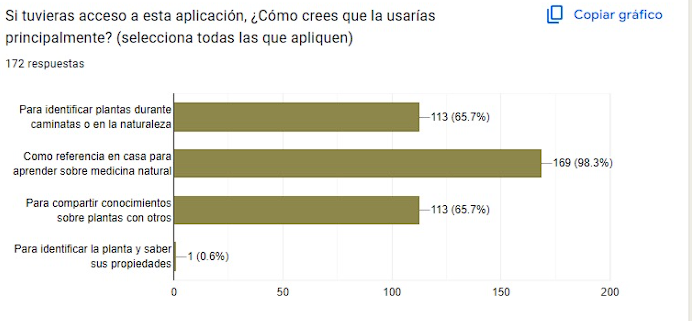 Si tuvieras acceso a esta aplicación, ¿Cómo crees que la usarías
principalmente? (selecciona todas las que apliquen)
Copiar gráfico
172 respuestas
Para identificar plantas durante
caminatas o en la naturaleza
113 (65.7%)
Como referencia en casa para
aprender sobre medicina natural
169 (98.3%)
Para compartir conocimientos
sobre plantas con otros
113 (65.7%)
Para identificar la planta y saber
sus propiedades
1 (0.6%)
0 50 100 150 200